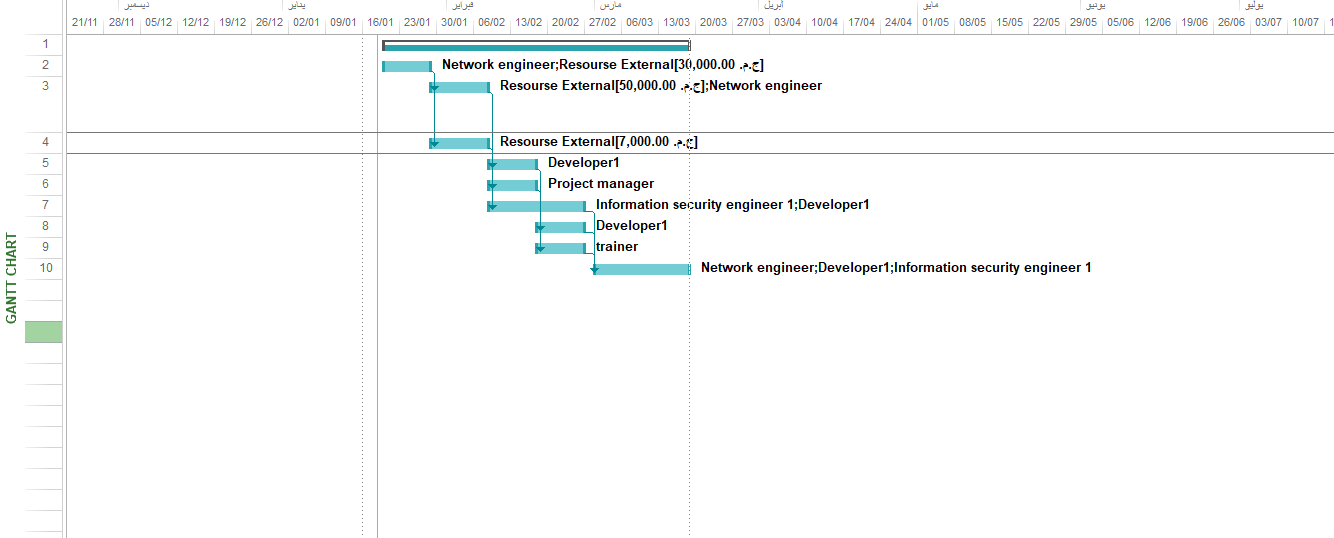 ديسمبر يناير فبراير مارس أبريل مايو يونيو يوليو
21/11 28/11 05/12 12/12 19/12 26/12 02/01 09/01 16/01 23/01 30/01 06/02 13/02 20/02 27/02 06/03 13/03 20/03 27/03 03/04 10/04 17/04 24/04 01/05 08/05 15/05 22/05 29/05 05/06 12/06 19/06 26/06 03/07 10/07 1
1
2 Network engineer;Resourse External[30,000.00 ج.م.‏]
3 Resourse External[50,000.00 ج.م.‏];Network engineer
4 Resourse External[7,000.00 ج.م.‏]
5 Developer1
6 Project manager
7 Information security engineer 1;Developer1
8 Developer1
9 trainer
10 Network engineer;Developer1;Information security engineer 1
GANTT CHART